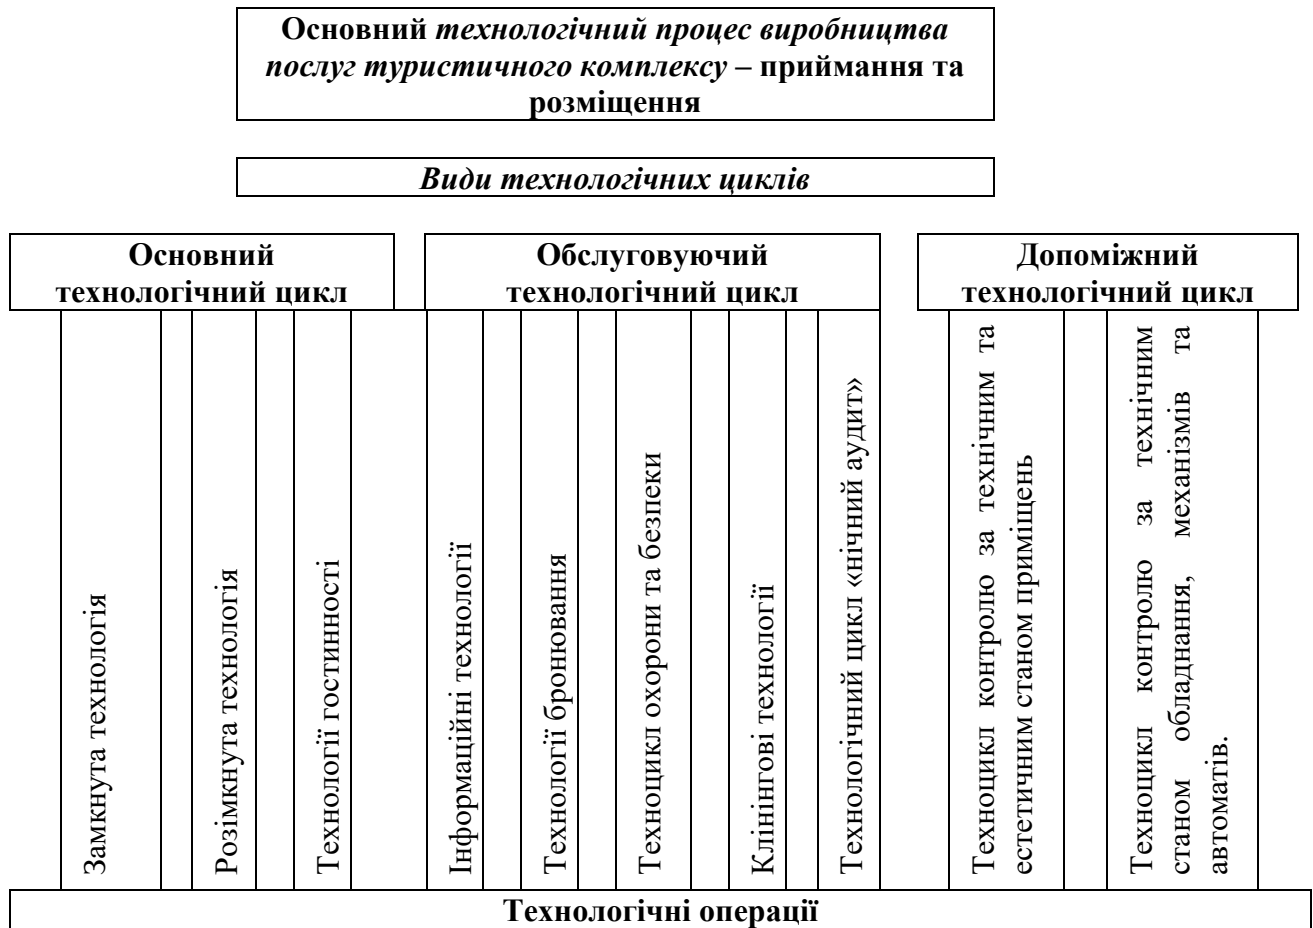 Основний технологічний процес виробництва
послуг туристичного комплексу – приймання та
розміщення
Види технологічних циклів
Основний
технологічний цикл
Обслуговуючий
технологічний цикл
Допоміжний
технологічний цикл
Замкнута технологія
Розімкнута технологія
Технології гостинності
Інформаційні технології
Технології бронювання
Техноцикл охорони та безпеки
Клінінгові технології
Технологічний цикл «нічний аудит»
Техноцикл контролю за технічним та
естетичним станом приміщень
Техноцикл контролю за технічним
станом обладнання, механізмів та
автоматів.
Технологічні операції